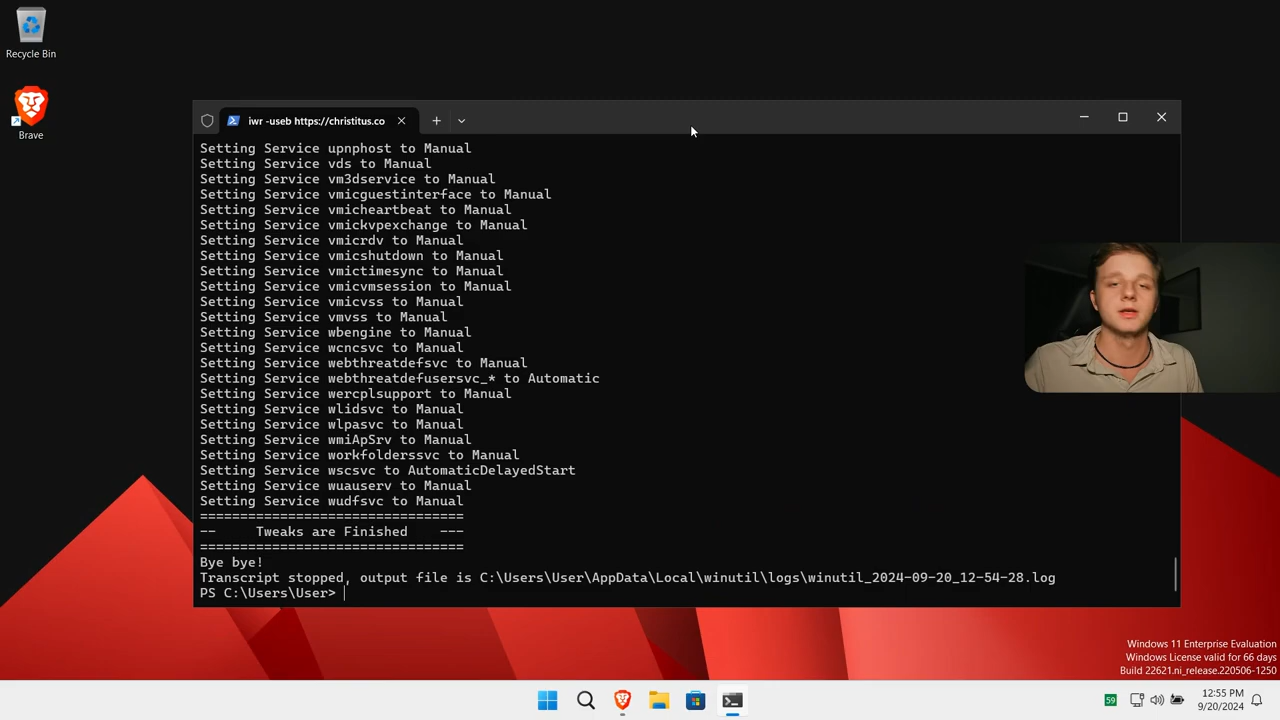 Recycle Bin
Brave
iwr -useb https://christitus.co
Setting Service upnphost to Manual
Setting Service vds to Manual
Setting Service vm3dservice to Manual
Setting Service vmicguestinterface to Manual
Setting Service vmicheartbeat to Manual
Setting Service vmickvpexchange to Manual
Setting Service vmicrdv to Manual
Setting Service vmicshutdown to Manual
Setting Service vmictimesync to Manual
Setting Service vmicvmsession to Manual
Setting Service vmicvss to Manual
Setting Service vmvss to Manual
Setting Service wbengine to Manual
Setting Service wcncsvc to Manual
Setting Service webthreatdefsvc to Manual
Setting Service webthreatdefusersvc_* to Automatic
Setting Service wercplsupport to Manual
Setting Service wlidsvc to Manual
Setting Service wlpasvc to Manual
Setting Service wmiApSrv to Manual
Setting Service workfolderssvc to Manual
Setting Service wscsvc to AutomaticDelayedStart
Setting Service wuauserv to Manual
Setting Service wudfsvc to Manual
=================================
-- Tweaks are Finished ---
=================================
Bye bye!
Transcript stopped, output file is C:\Users\User\AppData\Local\winutil\logs\winutil_2024-09-20_12-54-28.log
PS C:\Users\User>
Windows 11 Enterprise Evaluation
Windows License valid for 66 days
Build 22621.ni_release.220506-1250
59
12:55 PM
9/20/2024